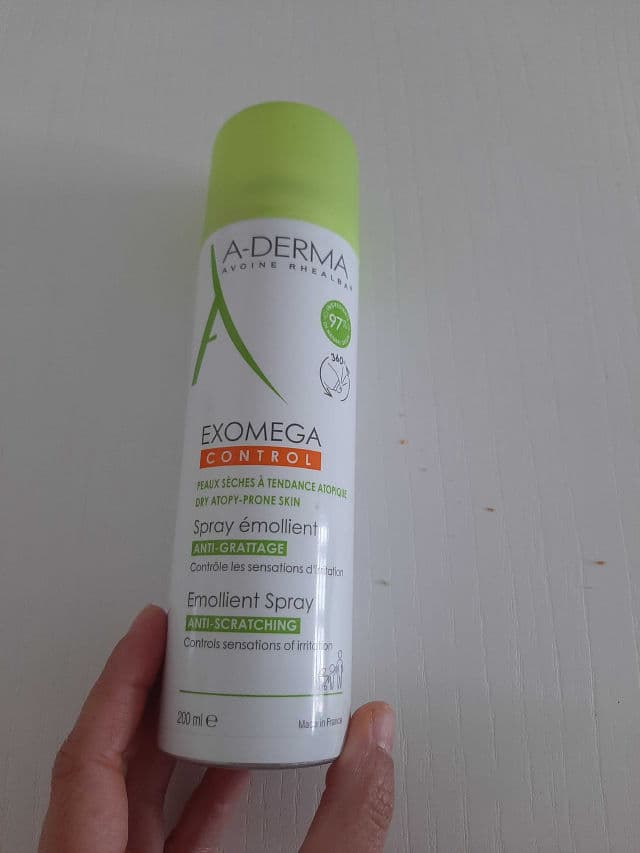 A-DERMA
AVOINE RHEALBA
97%
360°
EXOMEGA
CONTROL
PEAUX SÈCHES À TENDANCE ATOPIQUE
DRY ATOPY-PRONE SKIN
Spray émollient
ANTI-GRATTAGE
Contrôle les sensations d'irritation
Emollient Spray
ANTI-SCRATCHING
Controls sensations of irritation
200 ml e
Made in France